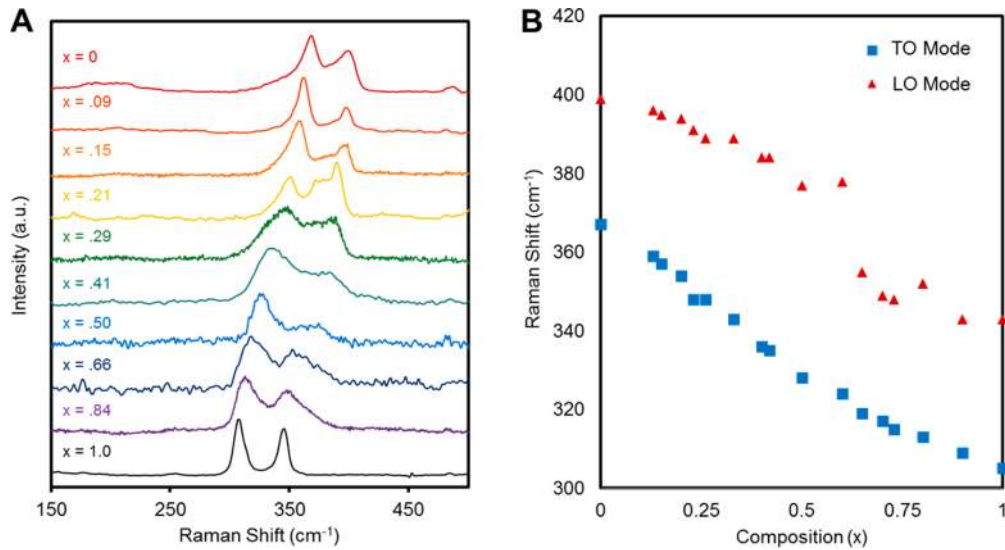 A
x = 0
x = .09
x = .15
x = .21
x = .29
x = .41
x = .50
x = .66
x = .84
x = 1.0
Intensity (a.u.)
150
250
350
450
Raman Shift (cm⁻¹)
B
TO Mode
LO Mode
420
400
380
360
340
320
300
Raman Shift (cm⁻¹)
0
0.25
0.5
0.75
1
Composition (x)